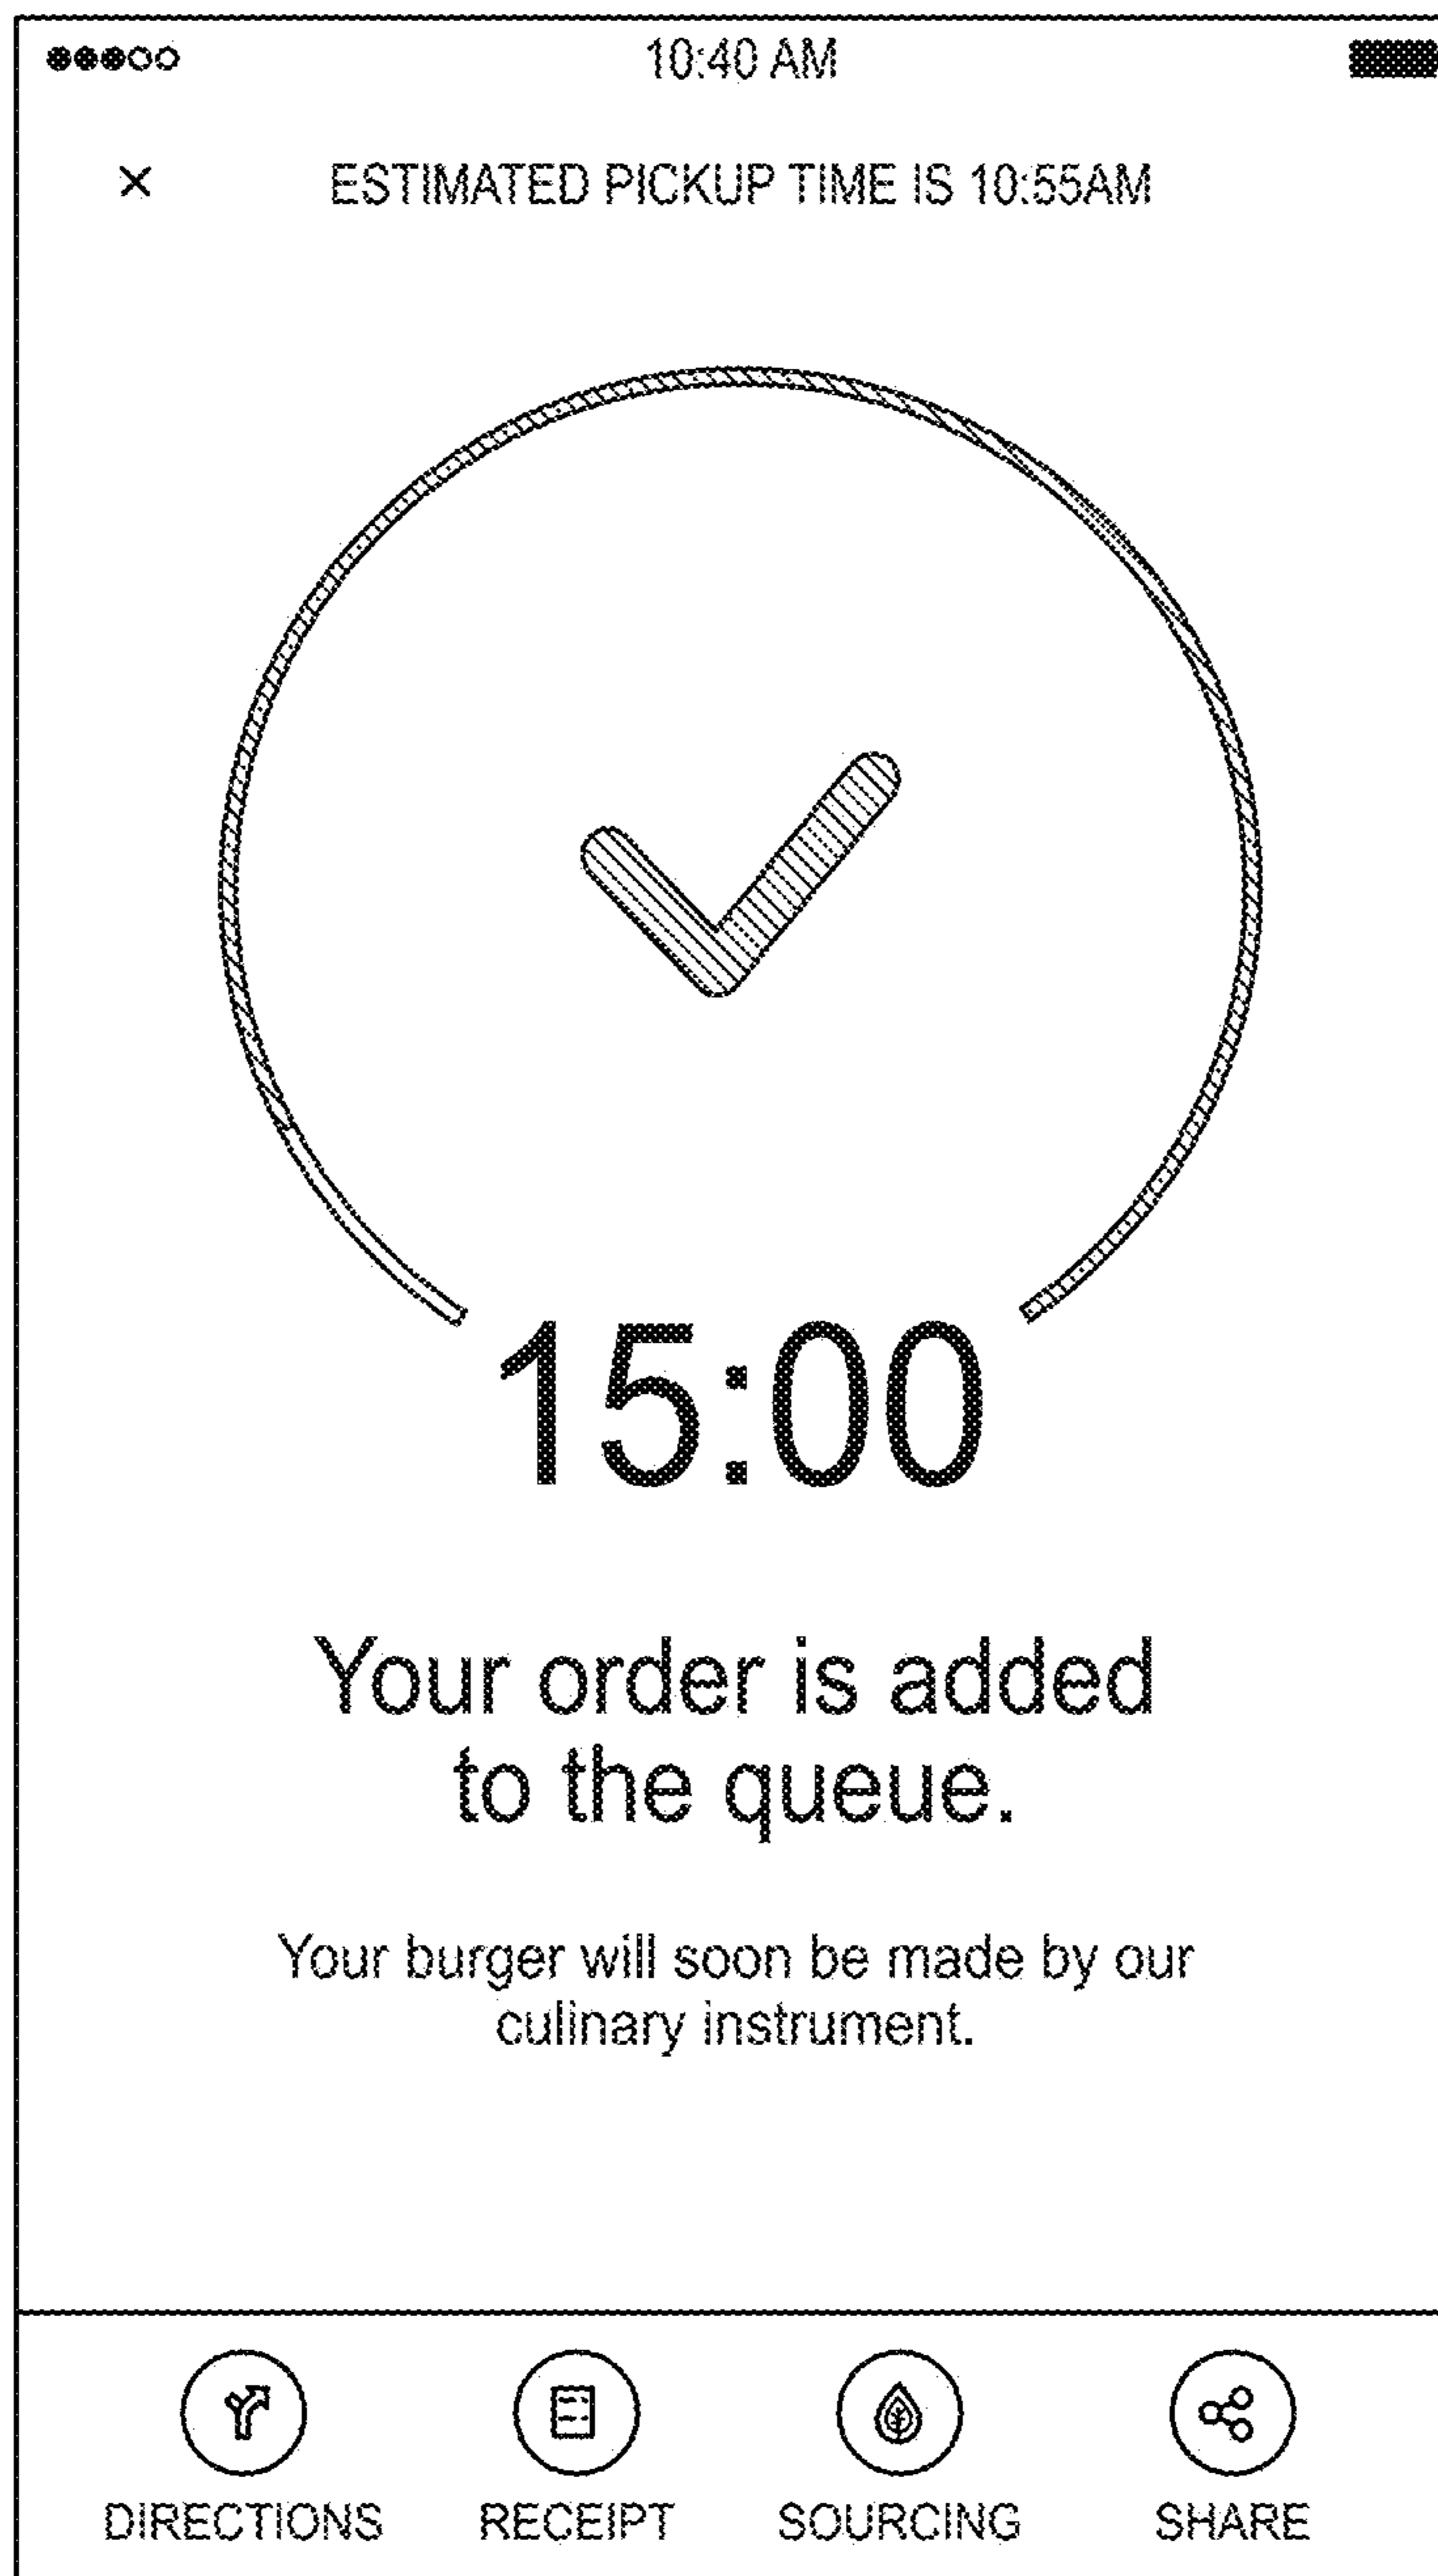 10:40 AM
× ESTIMATED PICKUP TIME IS 10:55AM
15:00
Your order is added
to the queue.
Your burger will soon be made by our
culinary instrument.
DIRECTIONS RECEIPT SOURCING SHARE